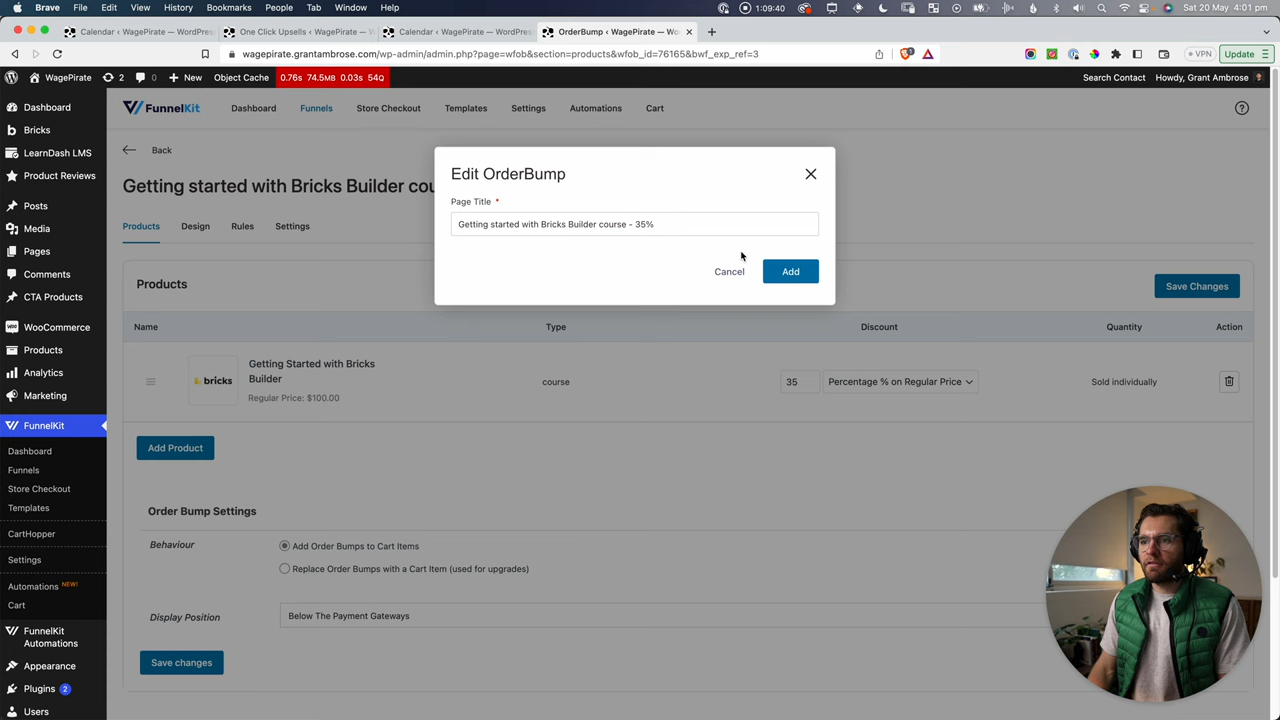 Brave File Edit View History Bookmarks People Tab Window Help
1:09:40
Sat 20 May 4:01 pm
Calendar ‹ WagePirate — WordPres
One Click Upsells ‹ WagePirate — W
Calendar ‹ WagePirate — WordPres
OrderBump ‹ WagePirate — Wo
wagepirate.grantambrose.com/wp-admin/admin.php?page=wfob&section=products&wfob_id=76165&bwf_exp_ref=3
VPN
Update
WagePirate 2 0 New Object Cache 0.76s 74.5MB 0.03s 54Q
Search Contact Howdy, Grant Ambrose
Dashboard
Bricks
LearnDash LMS
Product Reviews
Posts
Media
Pages
Comments
CTA Products
WooCommerce
Products
Analytics
Marketing
FunnelKit
Dashboard
Funnels
Store Checkout
Templates
CartHopper
Settings
Automations NEW!
Cart
FunnelKit
Automations
Appearance
Plugins 2
Users
FunnelKit Dashboard Funnels Store Checkout Templates Settings Automations Cart
Back
Getting started with Bricks Builder cou
Products Design Rules Settings
Edit OrderBump
Page Title *
Getting started with Bricks Builder course - 35%
Cancel Add
Products
Save Changes
Name Type Discount Quantity Action
bricks
Getting Started with Bricks
Builder
Regular Price: $100.00
course
35 Percentage % on Regular Price
Sold individually
Add Product
Order Bump Settings
Behaviour
Add Order Bumps to Cart Items
Replace Order Bumps with a Cart Item (used for upgrades)
Display Position
Below The Payment Gateways
Save changes